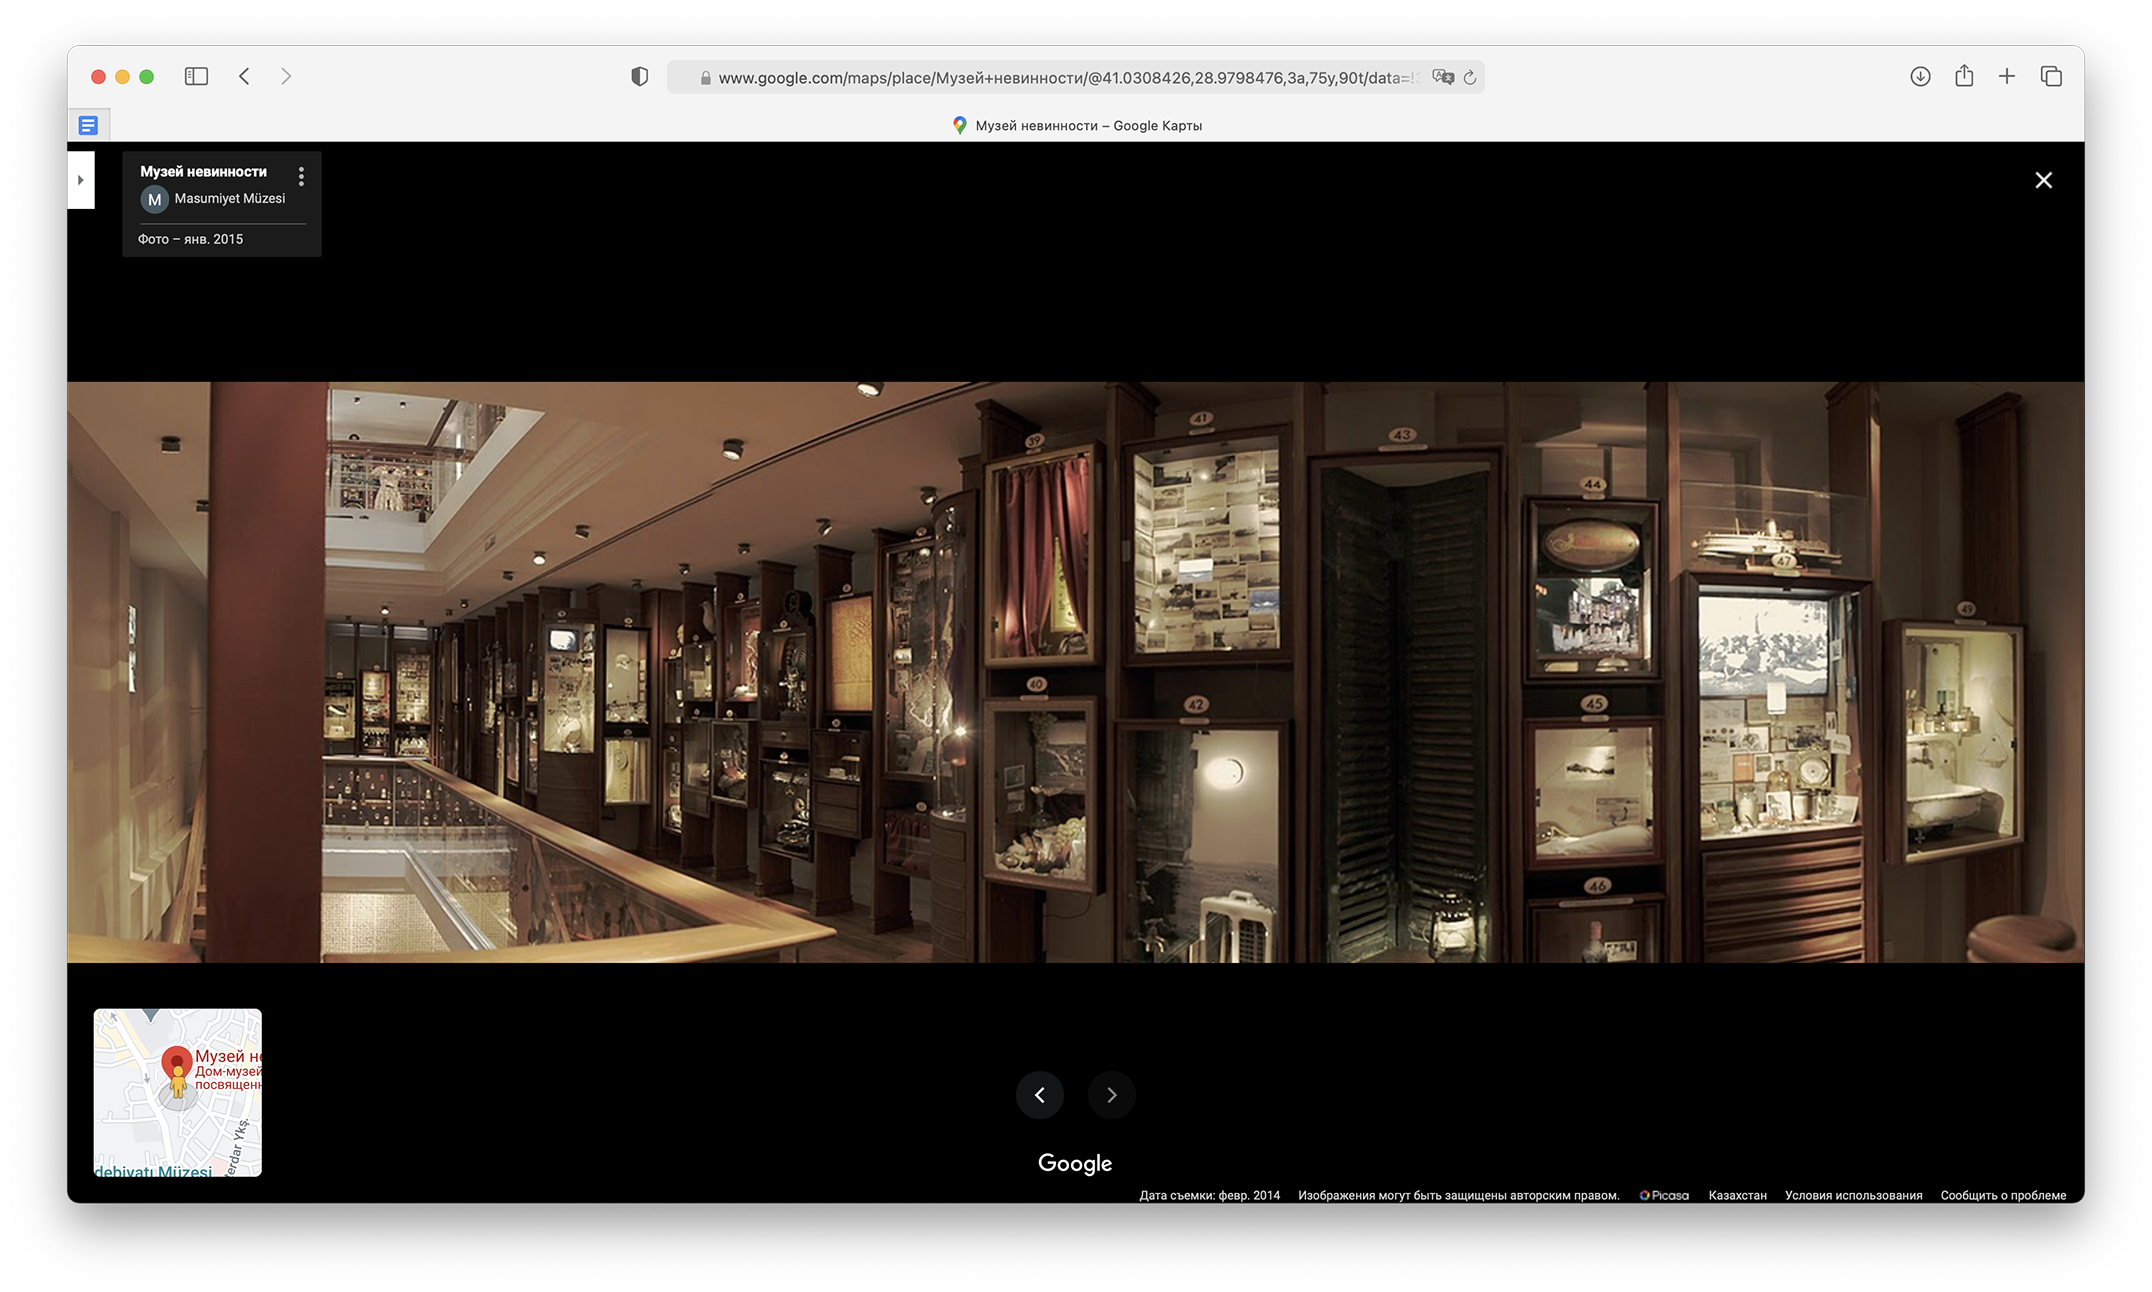 www.google.com/maps/place/Музей+невинности/@41.0308426,28.9798476,3a,75y,90t/data=!
Музей невинности – Google Карты
Музей невинности
M Masumiyet Müzesi
Фото – янв. 2015
39
41
43
44
47
49
40
42
45
46
Музей не
Дом-музей
посвященн
erdar Ykş.
debiyatı Müzesi
Google
Дата съемки: февр. 2014 Изображения могут быть защищены авторским правом. Picasa Казахстан Условия использования Сообщить о проблеме